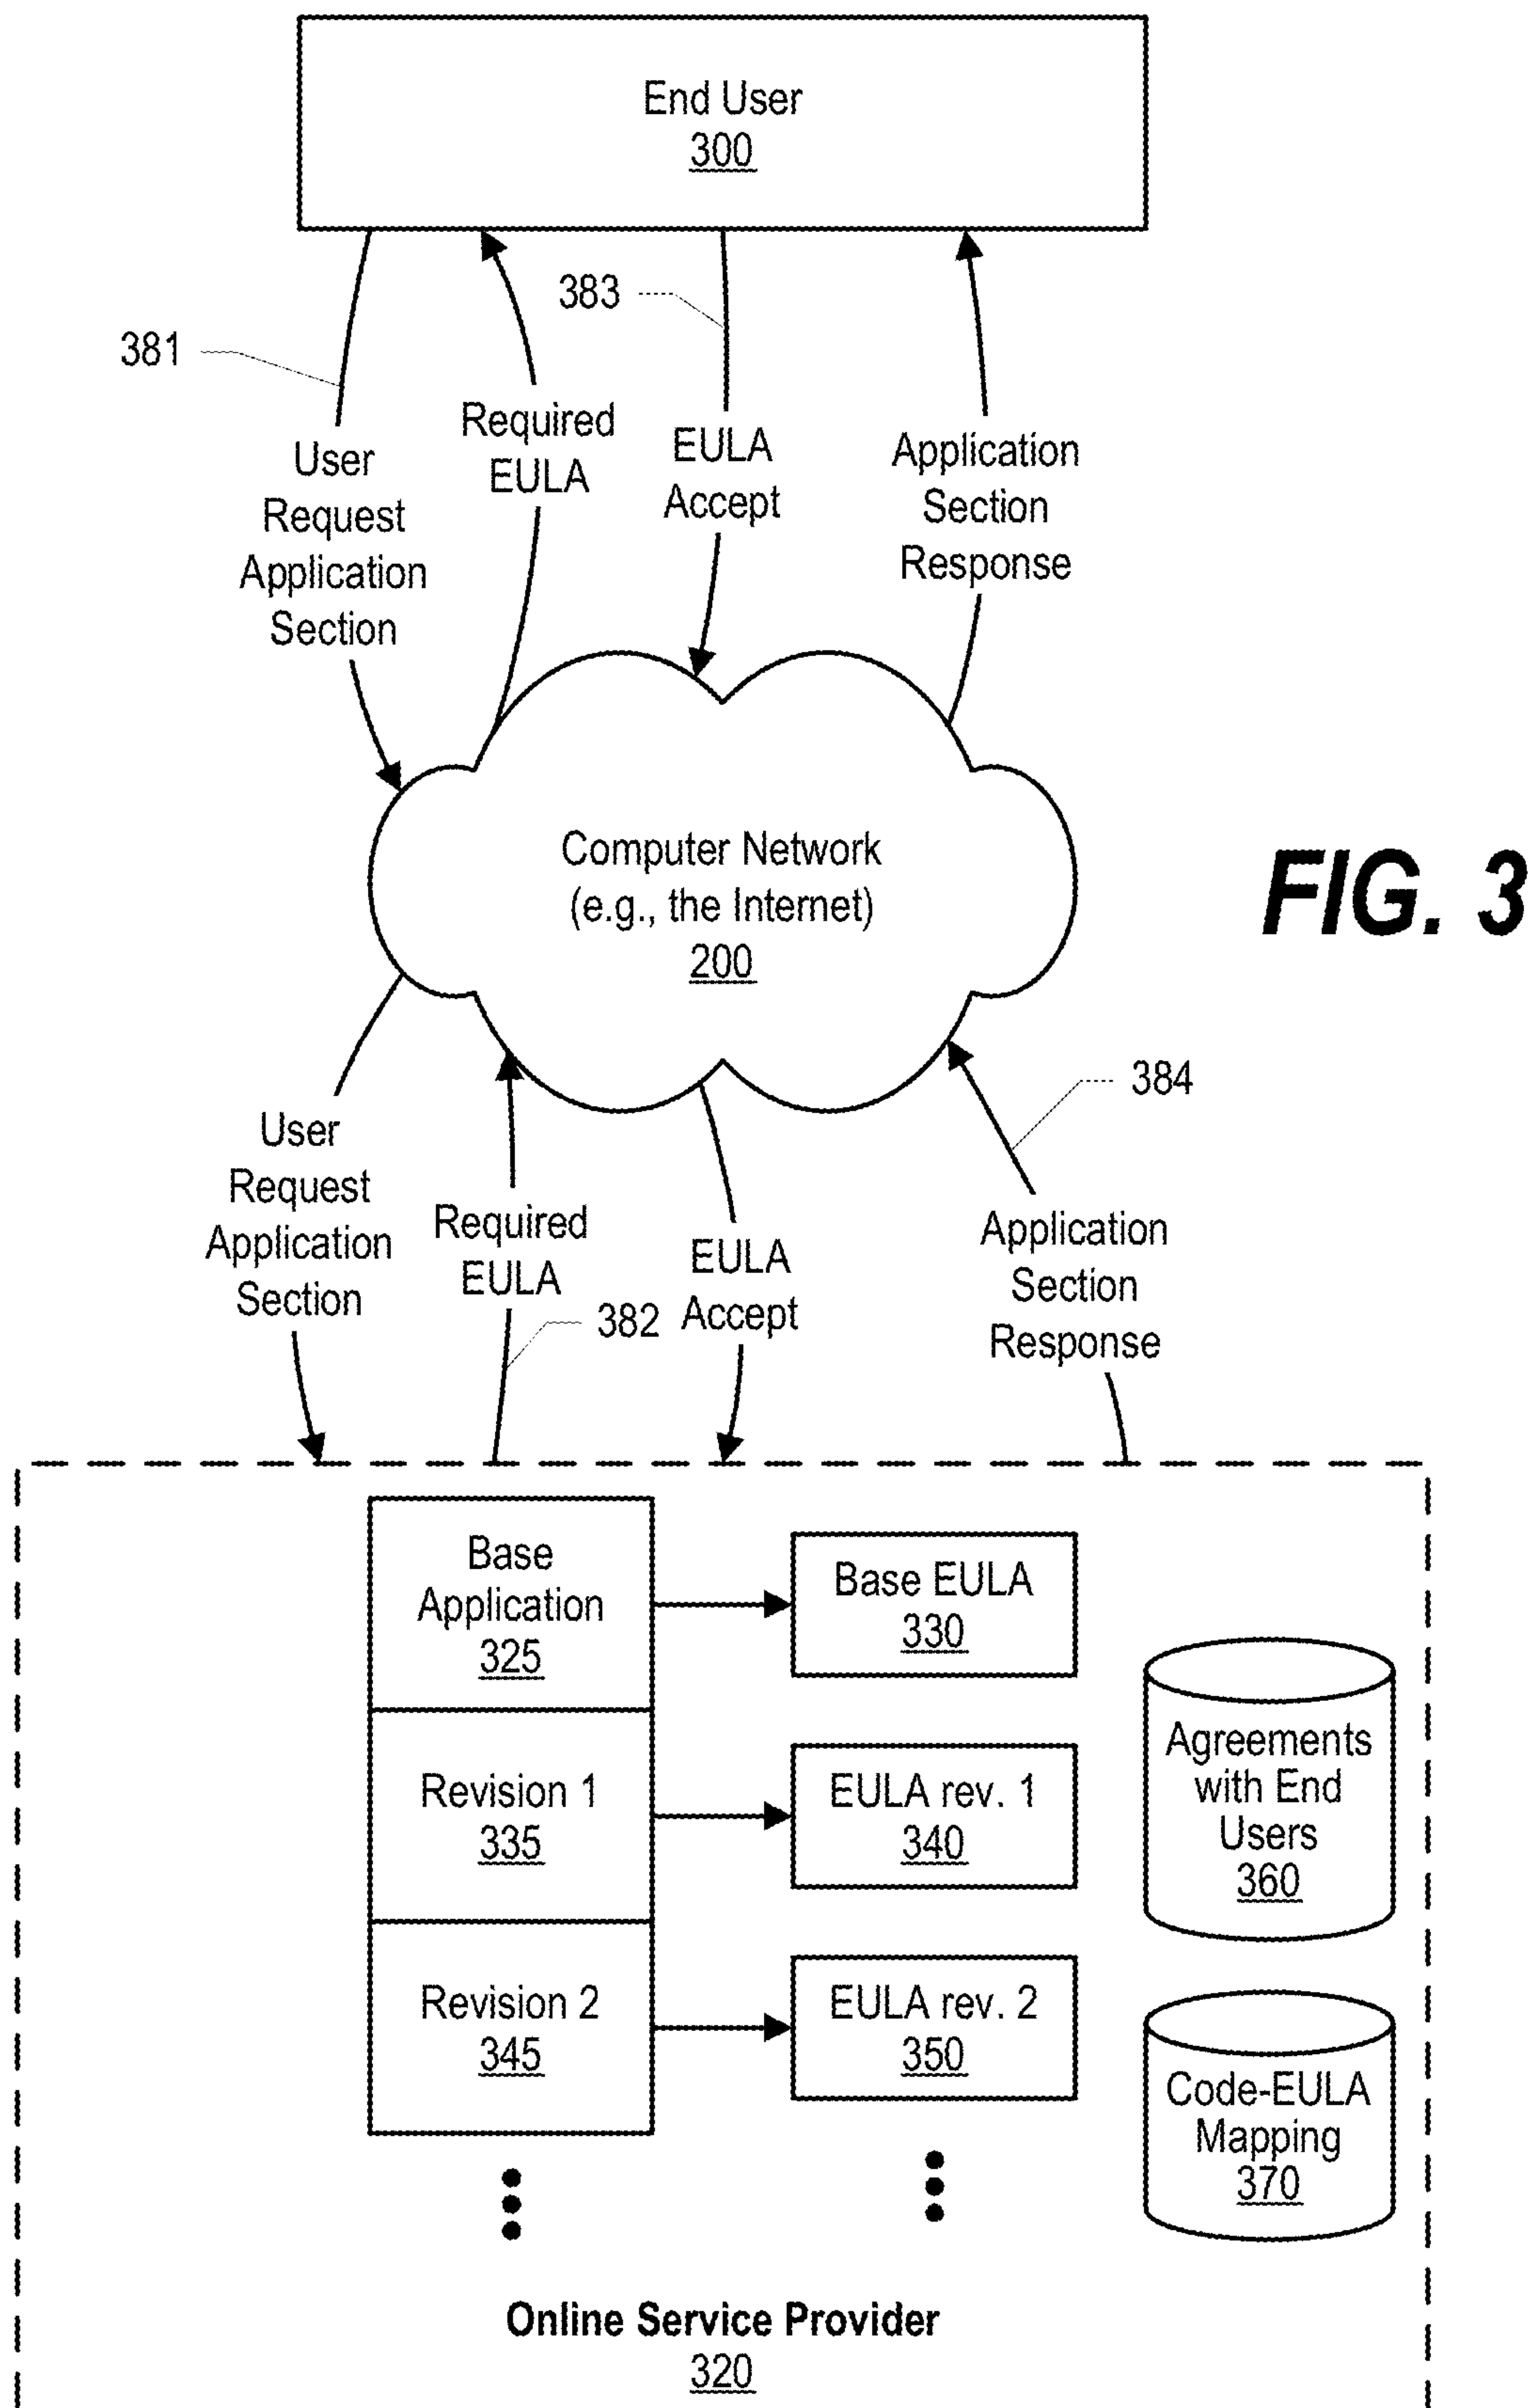 End User
300
383
381
Required
EULA
User
Request
Application
Section
EULA
Accept
Application
Section
Response
Computer Network
(e.g., the Internet)
200
FIG. 3
384
User
Request
Application
Section
Required
EULA
382
EULA
Accept
Application
Section
Response
Base
Application
325
Base EULA
330
Revision 1
335
EULA rev. 1
340
Revision 2
345
EULA rev. 2
350
Agreements
with End
Users
360
Code-EULA
Mapping
370
Online Service Provider
320